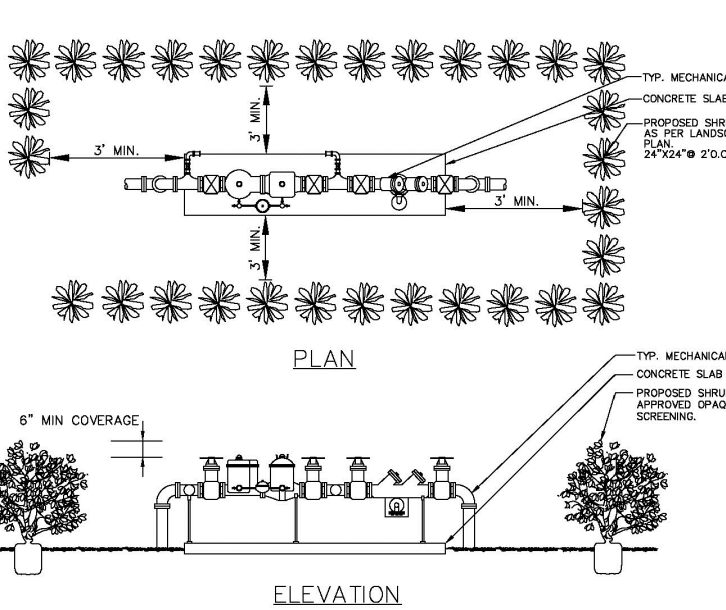 TYP. MECHANICA
CONCRETE SLAB
PROPOSED SHR
AS PER LANDSC
PLAN.
24"X24"@ 2'O.C
3' MIN.
3' MIN.
3' MIN.
3' MIN.
PLAN
TYP. MECHANICAL
CONCRETE SLAB
PROPOSED SHRU
APPROVED OPAQ
SCREENING.
6" MIN COVERAGE
ELEVATION